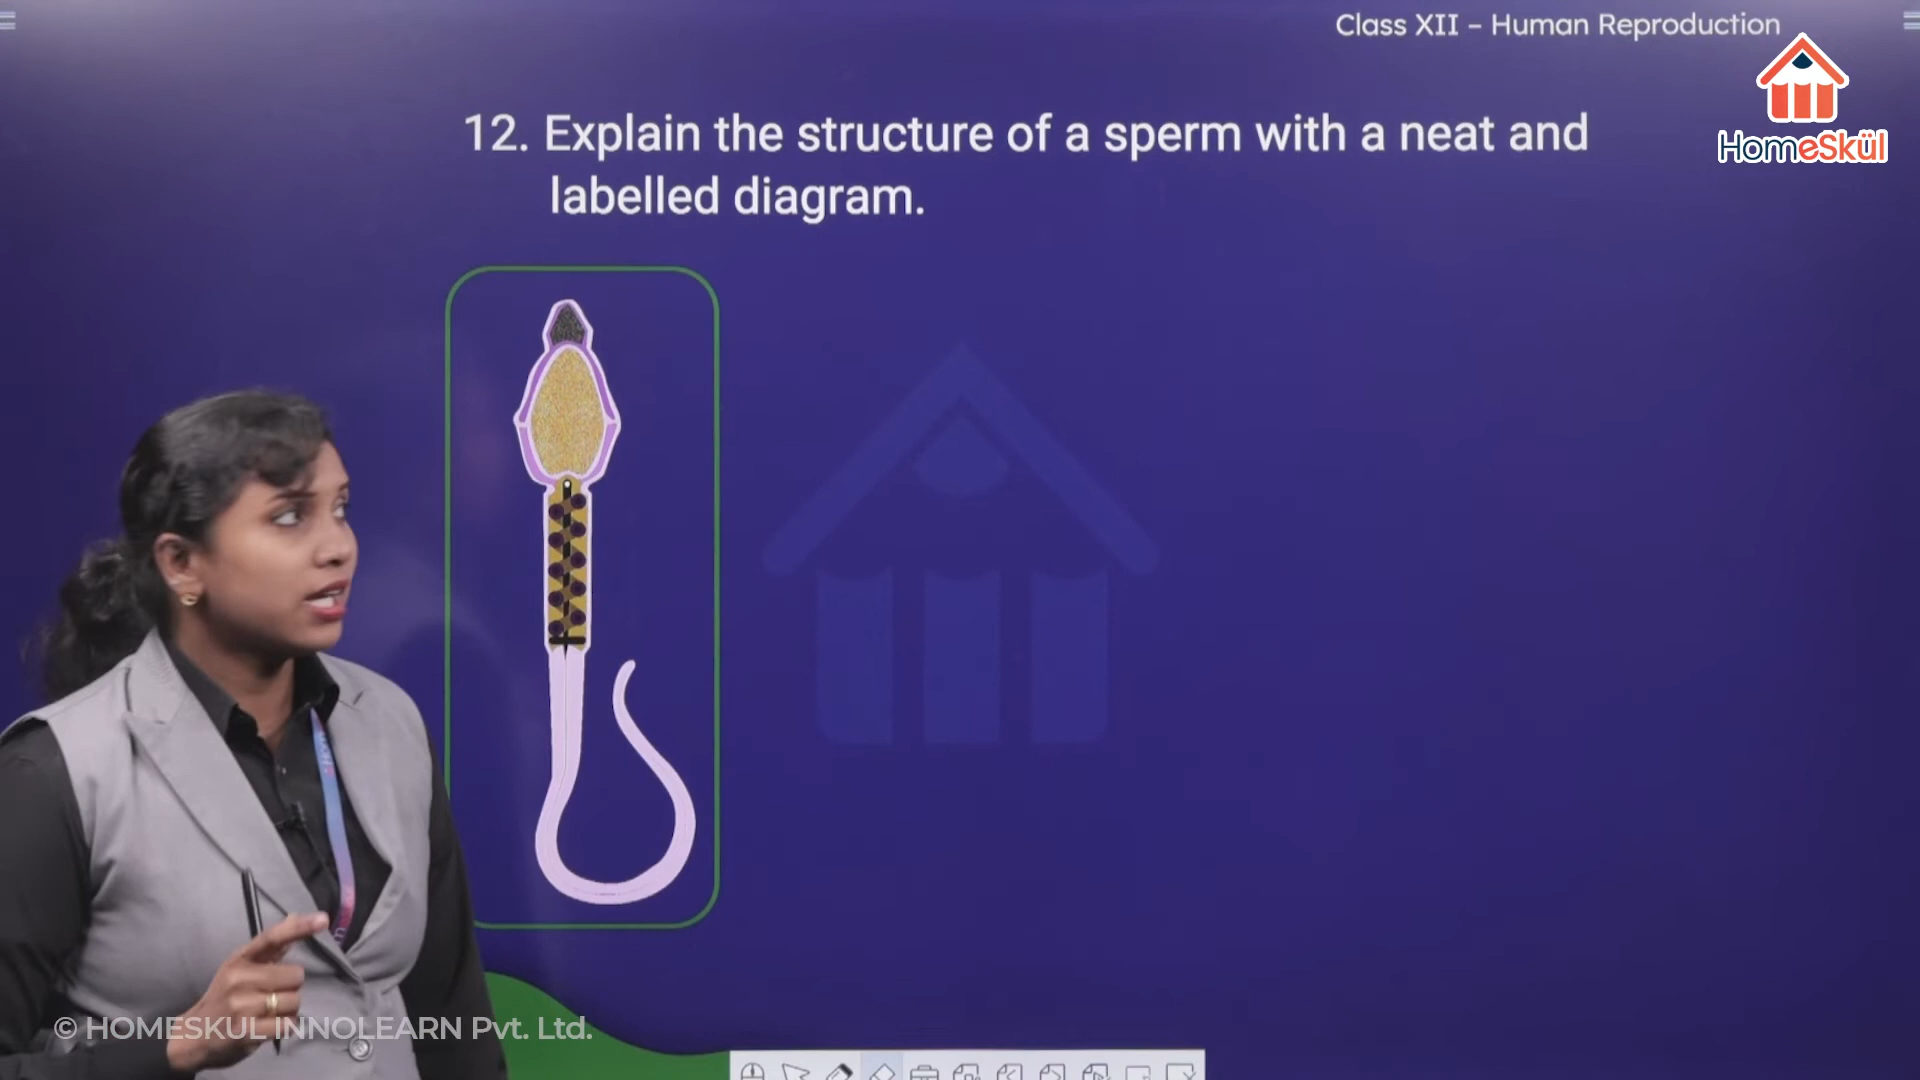 Class XII – Human Reproduction
HomeSkül
12. Explain the structure of a sperm with a neat and
labelled diagram.
© HOMESKUL INNOLEARN Pvt. Ltd.